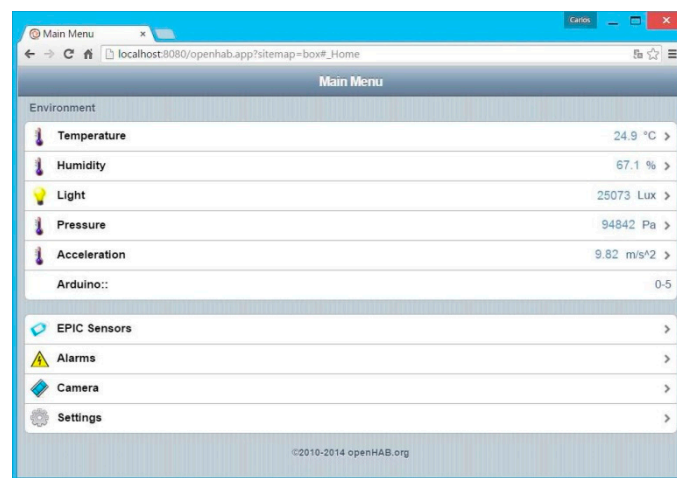 Carlos
Main Menu
localhost:8080/openhab.app?sitemap=box#_Home
Main Menu
Environment
Temperature 24.9 °C
Humidity 67.1 %
Light 25073 Lux
Pressure 94842 Pa
Acceleration 9.82 m/s^2
Arduino:: 0-5
EPIC Sensors
Alarms
Camera
Settings
©2010-2014 openHAB.org